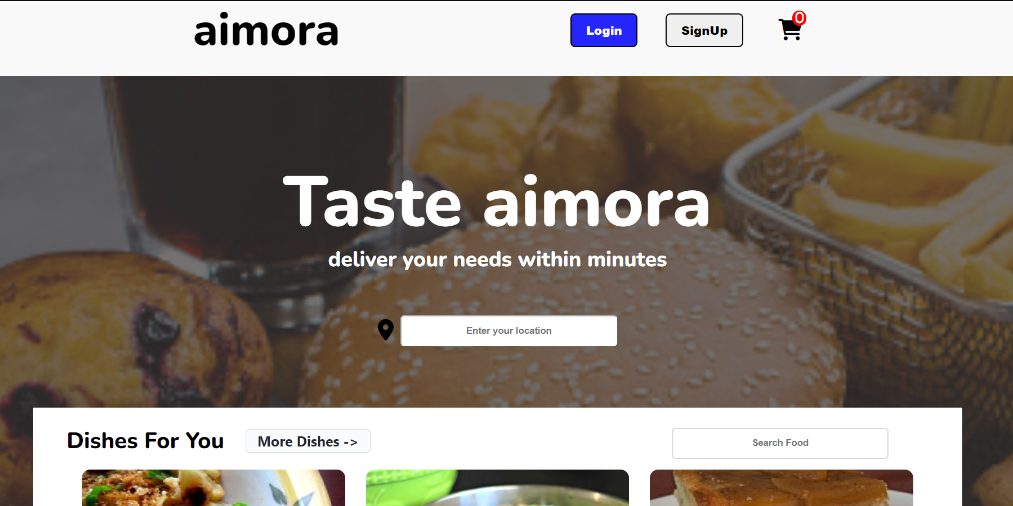 aimora
Login
SignUp
0
Taste aimora
deliver your needs within minutes
Enter your location
Dishes For You
More Dishes ->
Search Food